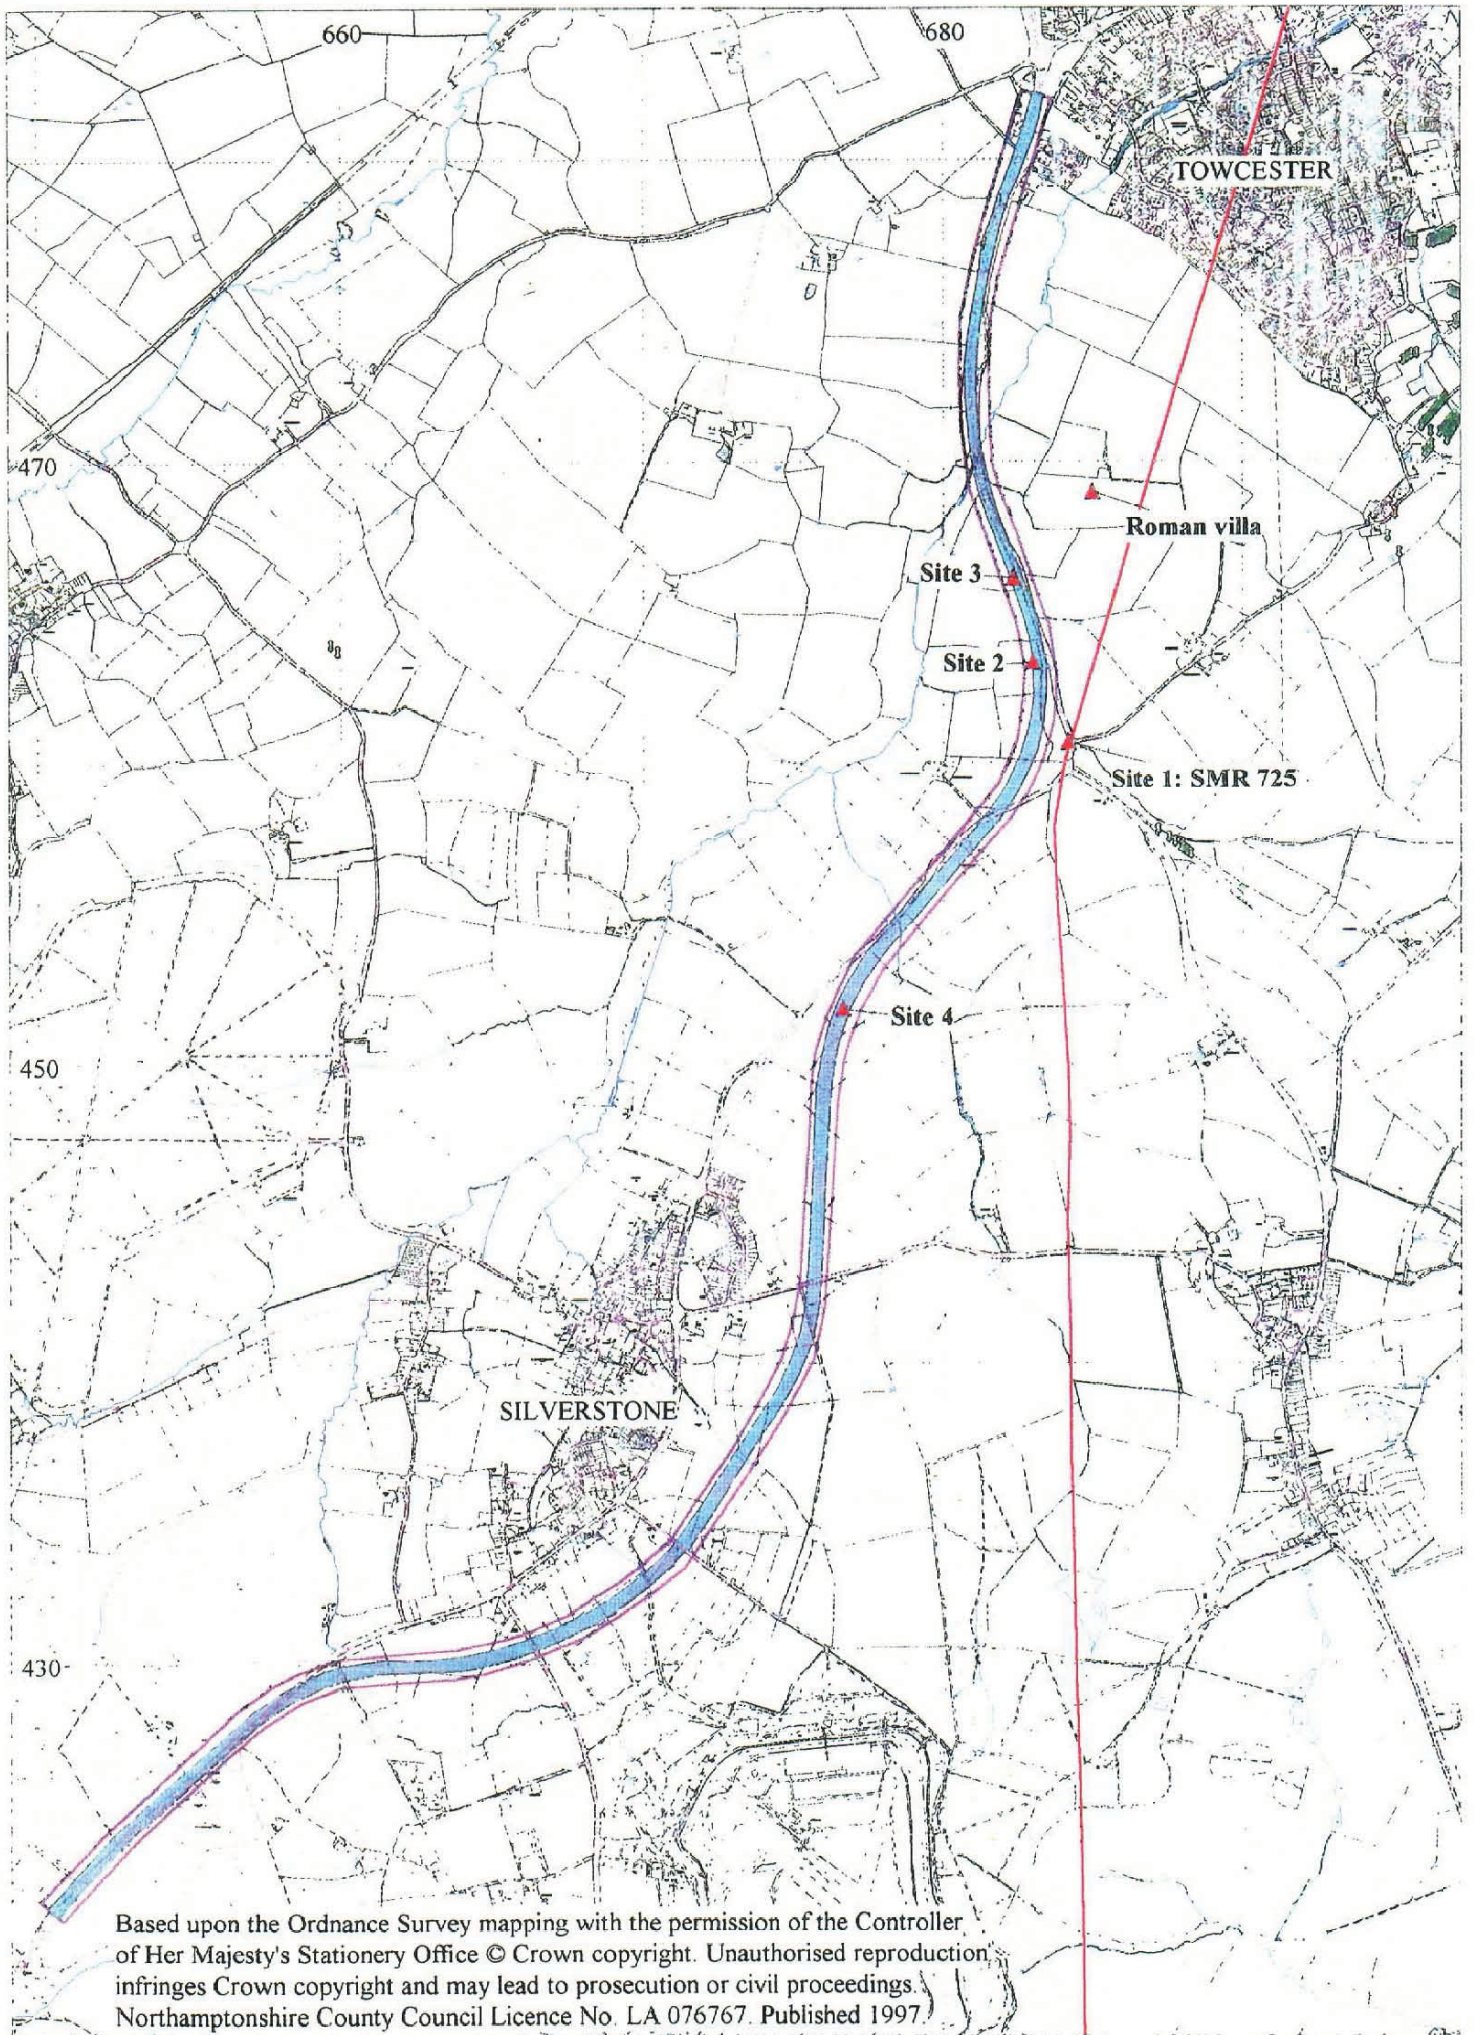 660
680
TOWCESTER
470
Roman villa
Site 3
Site 2
Site 1: SMR 725
Site 4
450
SILVERSTONE
430
Based upon the Ordnance Survey mapping with the permission of the Controller
of Her Majesty's Stationery Office © Crown copyright. Unauthorised reproduction
infringes Crown copyright and may lead to prosecution or civil proceedings.
Northamptonshire County Council Licence No. LA 076767. Published 1997.